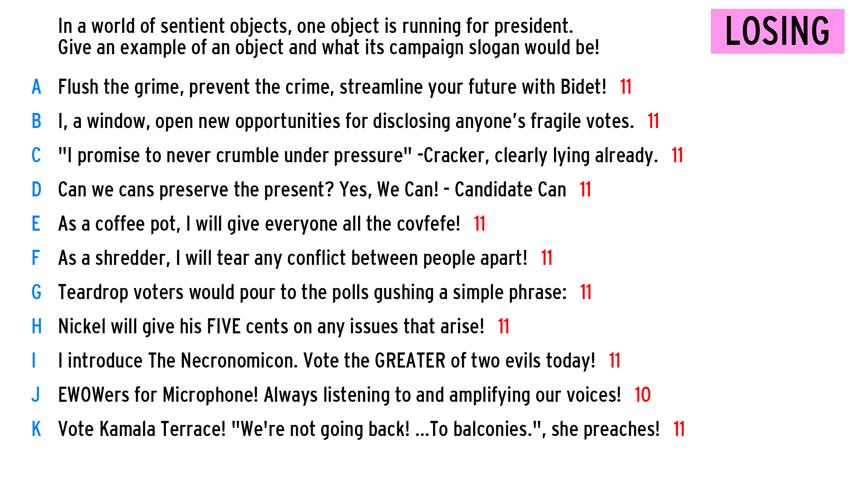 In a world of sentient objects, one object is running for president.
Give an example of an object and what its campaign slogan would be!
LOSING
A Flush the grime, prevent the crime, streamline your future with Bidet! 11
B I, a window, open new opportunities for disclosing anyone's fragile votes. 11
C "I promise to never crumble under pressure" -Cracker, clearly lying already. 11
D Can we cans preserve the present? Yes, We Can! - Candidate Can 11
E As a coffee pot, I will give everyone all the covfefe! 11
F As a shredder, I will tear any conflict between people apart! 11
G Teardrop voters would pour to the polls gushing a simple phrase: 11
H Nickel will give his FIVE cents on any issues that arise! 11
I I introduce The Necronomicon. Vote the GREATER of two evils today! 11
J EWOWers for Microphone! Always listening to and amplifying our voices! 10
K Vote Kamala Terrace! "We're not going back! ...To balconies.", she preaches! 11